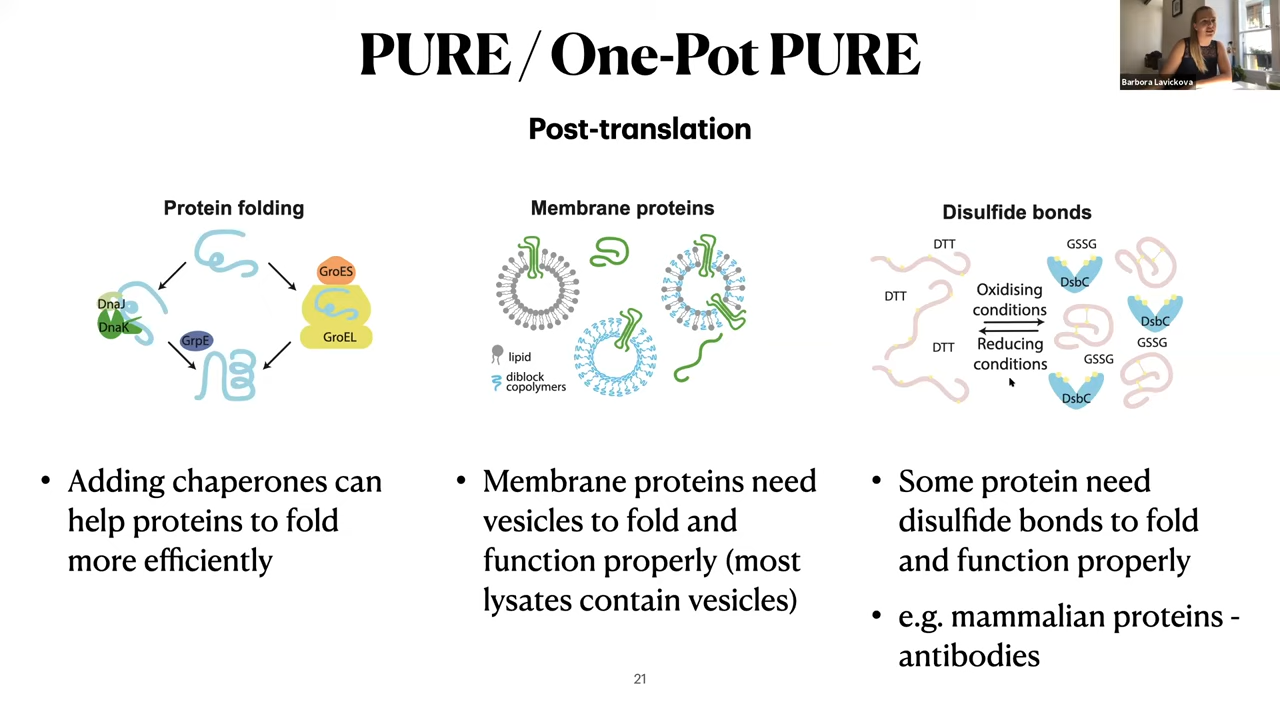 PURE / One-Pot PURE
Barbora Lavickova
Post-translation
Protein folding
GroES
DnaJ
DnaK
GrpE
GroEL
Membrane proteins
lipid
diblock
copolymers
Disulfide bonds
DTT
GSSG
DsbC
DTT
Oxidising
conditions
DsbC
DTT
Reducing
conditions
GSSG
GSSG
DsbC
• Adding chaperones can
help proteins to fold
more efficiently
• Membrane proteins need
vesicles to fold and
function properly (most
lysates contain vesicles)
• Some protein need
disulfide bonds to fold
and function properly
• e.g. mammalian proteins -
antibodies
21